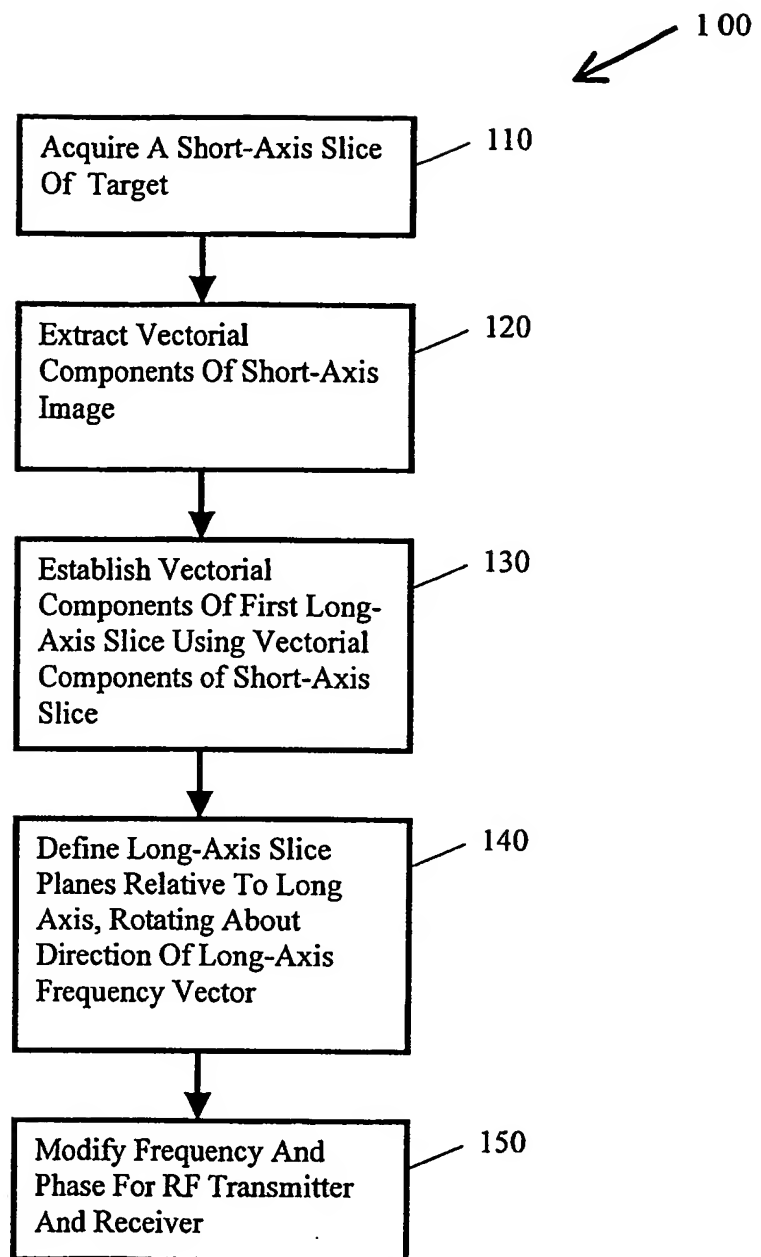 100
Acquire A Short-Axis Slice
Of Target
110
Extract Vectorial
Components Of Short-Axis
Image
120
Establish Vectorial
Components Of First Long-
Axis Slice Using Vectorial
Components of Short-Axis
Slice
130
Define Long-Axis Slice
Planes Relative To Long
Axis, Rotating About
Direction Of Long-Axis
Frequency Vector
140
Modify Frequency And
Phase For RF Transmitter
And Receiver
150